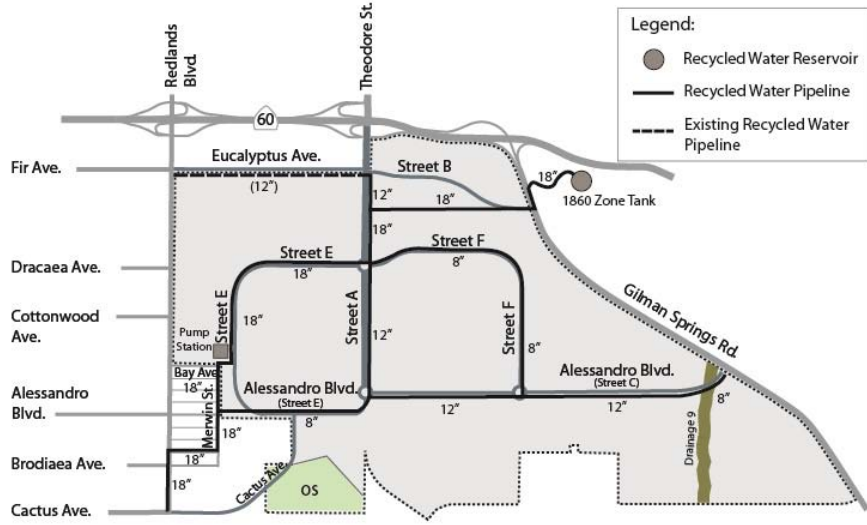 Redlands
Blvd.
Theodore St.
Legend:
Recycled Water Reservoir
Recycled Water Pipeline
Existing Recycled Water
Pipeline
60
Fir Ave.
Eucalyptus Ave.
(12")
Street B
12"
18"
18"
1860 Zone Tank
18"
Dracaea Ave.
Street E
18"
Street F
8"
Cottonwood
Ave.
Street E
18"
Street A
12"
Street F
8"
Gilman Springs Rd.
Pump
Station
Bay Ave.
18"
Merwin St.
Alessandro
Blvd.
Alessandro Blvd.
(Street E)
8"
Alessandro Blvd.
(Street C)
8"
12"
12"
18"
Drainage 9
Brodiaea Ave.
18"
18"
Cactus Ave.
OS
Cactus Ave.